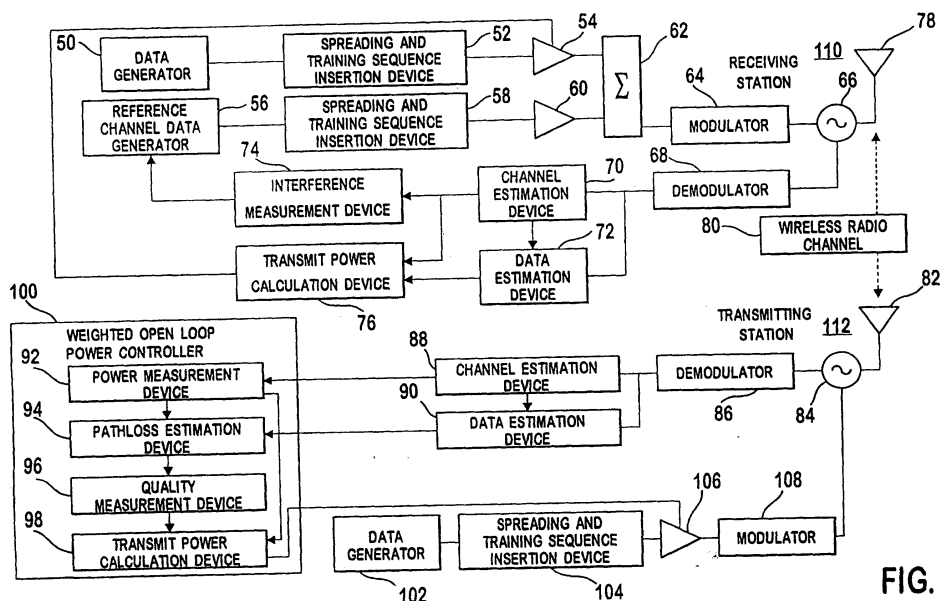 50
DATA
GENERATOR
SPREADING AND
TRAINING SEQUENCE
INSERTION DEVICE
52
54
62
Σ
RECEIVING
STATION
110
78
56
REFERENCE
CHANNEL DATA
GENERATOR
SPREADING AND
TRAINING SEQUENCE
INSERTION DEVICE
58
60
64
MODULATOR
66
74
INTERFERENCE
MEASUREMENT DEVICE
CHANNEL
ESTIMATION
DEVICE
70
68
DEMODULATOR
72
DATA
ESTIMATION
DEVICE
TRANSMIT POWER
CALCULATION DEVICE
76
80
WIRELESS RADIO
CHANNEL
82
100
WEIGHTED OPEN LOOP
POWER CONTROLLER
TRANSMITTING
STATION
112
92
POWER MEASUREMENT
DEVICE
88
CHANNEL ESTIMATION
DEVICE
DEMODULATOR
86
84
94
PATHLOSS ESTIMATION
DEVICE
90
DATA ESTIMATION
DEVICE
96
QUALITY
MEASUREMENT DEVICE
98
TRANSMIT POWER
CALCULATION DEVICE
DATA
GENERATOR
102
SPREADING AND
TRAINING SEQUENCE
INSERTION DEVICE
104
106
108
MODULATOR
FIG.